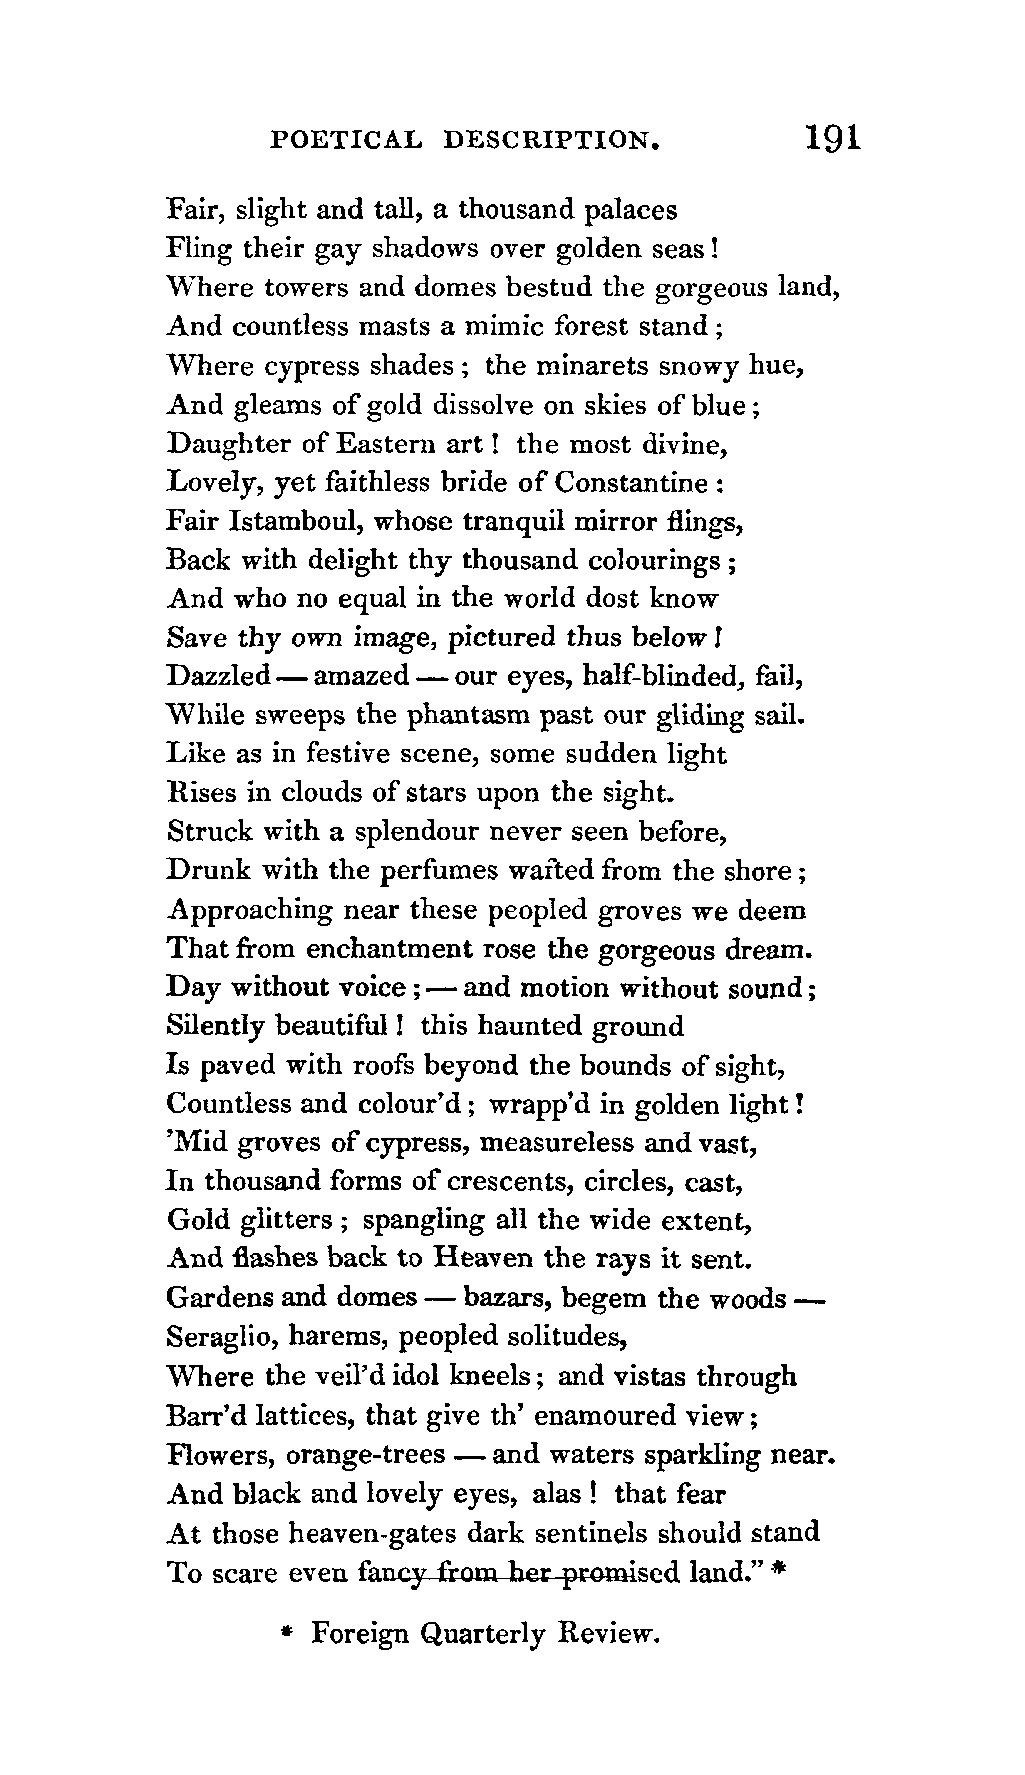 POETICAL DESCRIPTION. 191
Fair, slight and tall, a thousand palaces
Fling their gay shadows over golden seas!
Where towers and domes bestud the gorgeous land,
And countless masts a mimic forest stand;
Where cypress shades; the minarets snowy hue,
And gleams of gold dissolve on skies of blue;
Daughter of Eastern art! the most divine,
Lovely, yet faithless bride of Constantine:
Fair Istamboul, whose tranquil mirror flings,
Back with delight thy thousand colourings;
And who no equal in the world dost know
Save thy own image, pictured thus below!
Dazzled — amazed — our eyes, half-blinded, fail,
While sweeps the phantasm past our gliding sail.
Like as in festive scene, some sudden light
Rises in clouds of stars upon the sight.
Struck with a splendour never seen before,
Drunk with the perfumes wafted from the shore;
Approaching near these peopled groves we deem
That from enchantment rose the gorgeous dream.
Day without voice; — and motion without sound;
Silently beautiful! this haunted ground
Is paved with roofs beyond the bounds of sight,
Countless and colour'd; wrapp'd in golden light!
'Mid groves of cypress, measureless and vast,
In thousand forms of crescents, circles, cast,
Gold glitters; spangling all the wide extent,
And flashes back to Heaven the rays it sent.
Gardens and domes — bazars, begem the woods —
Seraglio, harems, peopled solitudes,
Where the veil'd idol kneels; and vistas through
Barr'd lattices, that give th' enamoured view;
Flowers, orange-trees — and waters sparkling near.
And black and lovely eyes, alas! that fear
At those heaven-gates dark sentinels should stand
To scare even fancy from her promised land." *
* Foreign Quarterly Review.